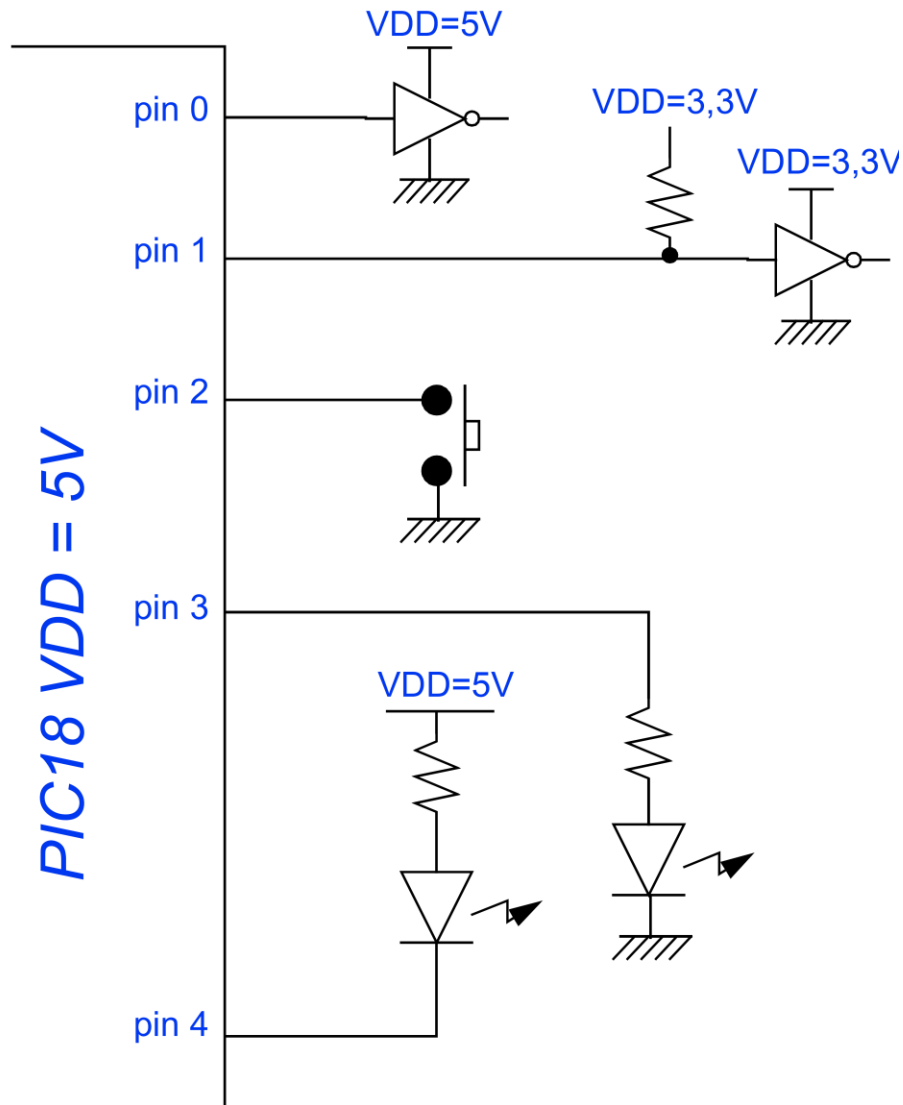 VDD=5V
pin 0
VDD=3,3V
VDD=3,3V
pin 1
pin 2
PIC18 VDD = 5V
pin 3
VDD=5V
pin 4